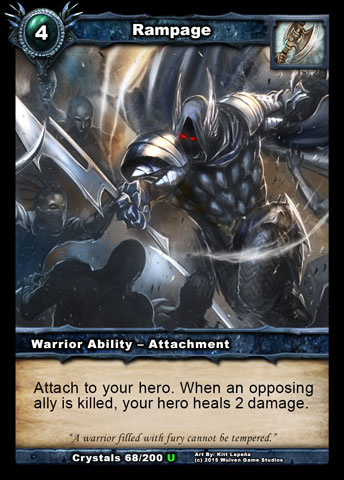 4
Rampage
Warrior Ability – Attachment
Attach to your hero. When an opposing
ally is killed, your hero heals 2 damage.
"A warrior filled with fury cannot be tempered."
Crystals 68/200 U
Art By: Kitt Lapeña
(c) 2015 Wulven Game Studios